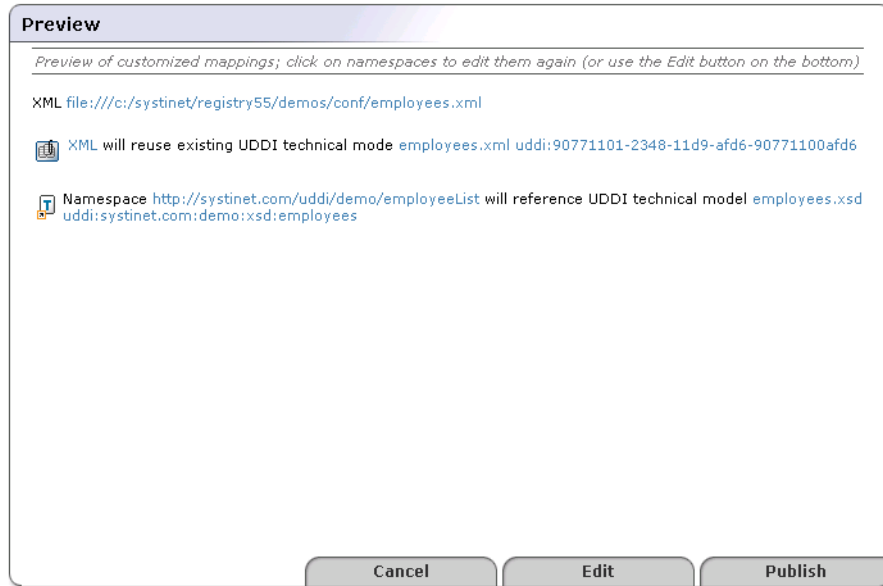 Preview
Preview of customized mappings; click on namespaces to edit them again (or use the Edit button on the bottom)
XML file:///c:/systinet/registry55/demos/conf/employees.xml
XML will reuse existing UDDI technical mode employees.xml uddi:90771101-2348-11d9-afd6-90771100afd6
Namespace http://systinet.com/uddi/demo/employeeList will reference UDDI technical model employees.xsd
uddi:systinet.com:demo:xsd:employees
Cancel Edit Publish